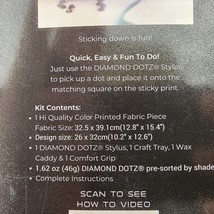 Sticking down is fun!
Quick, Easy & Fun To Do!
Just use the DIAMOND DOTZ® Stylus,
to pick up a dot and place it onto the
matching square on the sticky print.
Kit Contents:
• 1 Hi Quality Color Printed Fabric Piece
Fabric Size: 32.5 x 39.1cm(12.8" x 15.4")
• Design size: 26 x 32cm (10.2" x 12.6")
• 1 DIAMOND DOTZ® Stylus, 1 Craft Tray, 1 Wax
Caddy & 1 Comfort Grip
• 1.62 oz (46g) DIAMOND DOTZ® pre-sorted by shade
• Complete Instructions
SCAN TO SEE
HOW TO VIDEO